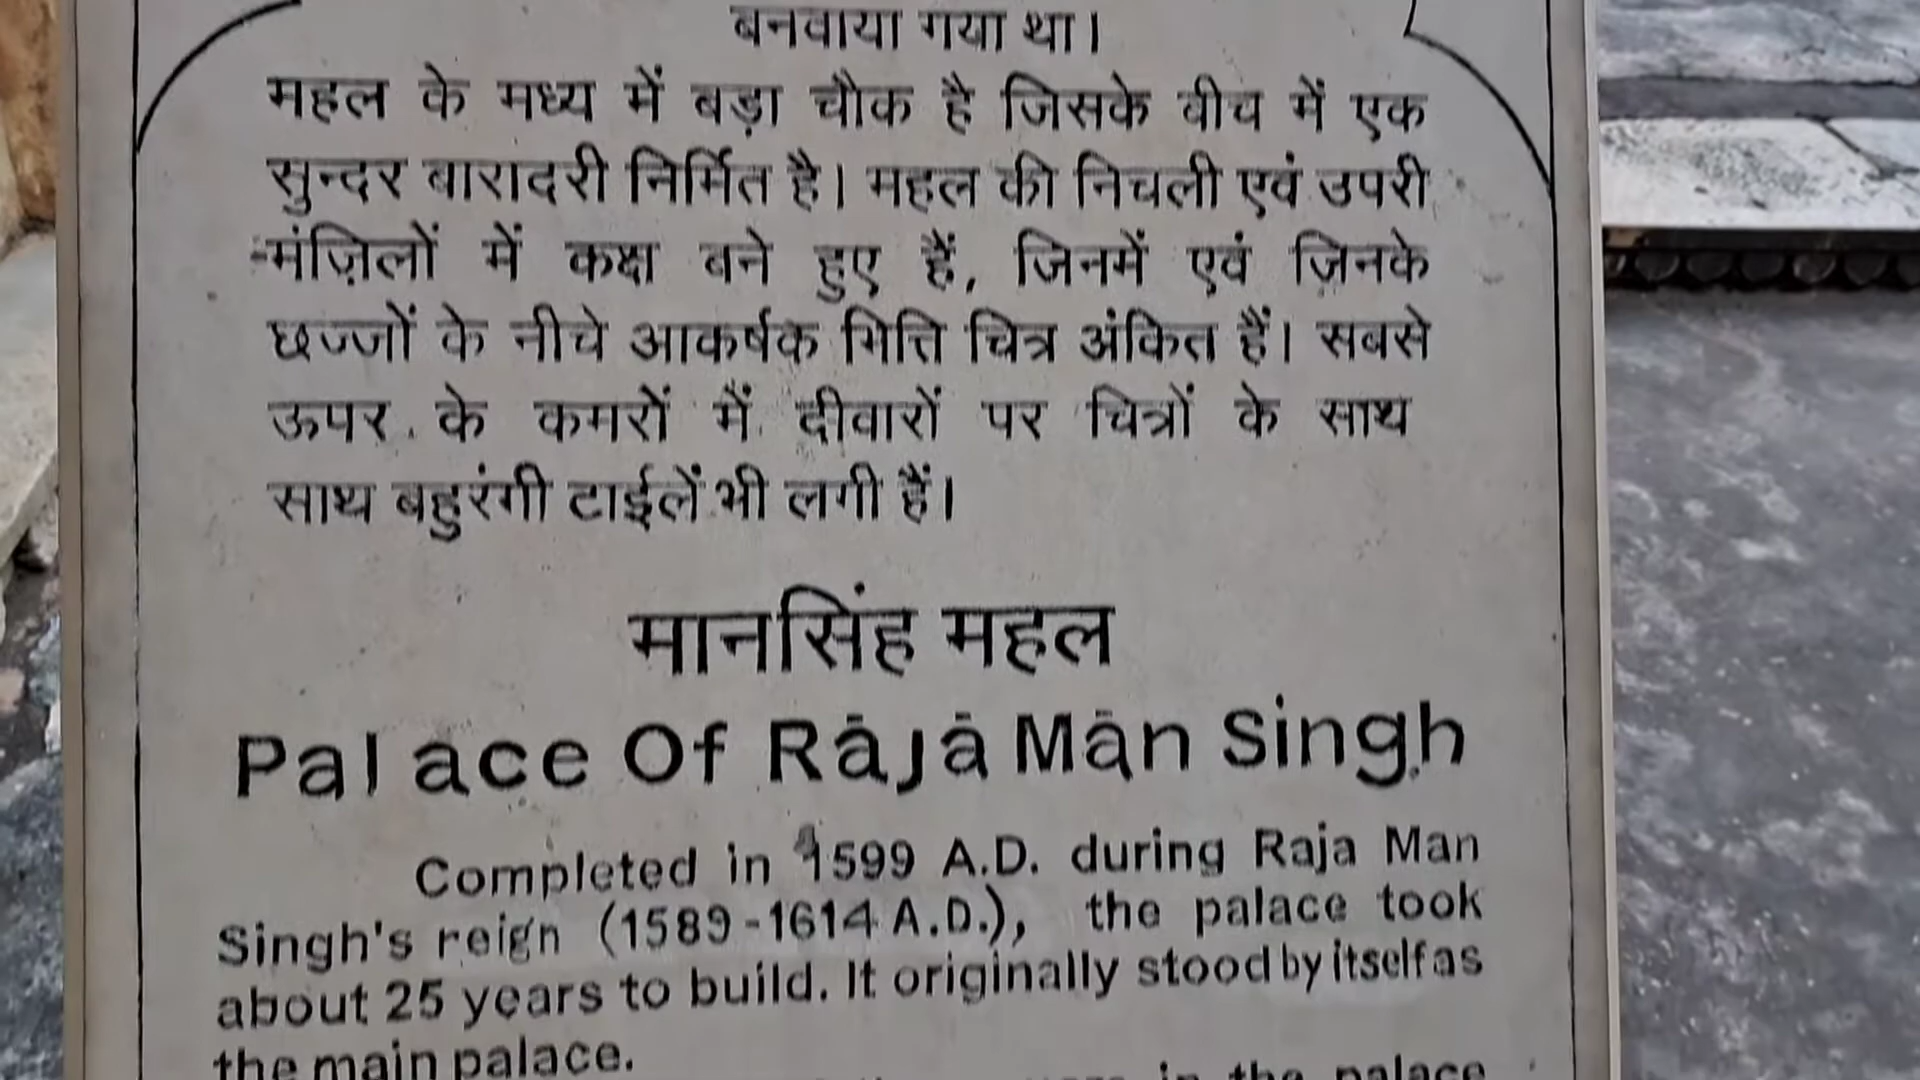 बनवाया गया था।
महल के मध्य में बड़ा चौक है जिसके वीच में एक
सुन्दर बारादरी निर्मित है। महल की निचली एवं उपरी
मंज़िलों में कक्ष बने हुए हैं, जिनमें एवं ज़िनके
छज्जों के नीचे आकर्षक भित्ति चित्र अंकित हैं। सबसे
ऊपर के कमरों में दीवारों पर चित्रों के साथ
साथ बहुरंगी टाईलें भी लगी हैं।
मानसिंह महल
Palace Of Rājā Mān Singh
Completed in 1599 A.D. during Raja Man
Singh's reign (1589-1614 A.D.), the palace took
about 25 years to build. It originally stood by itself as
the main palace.
in the palace